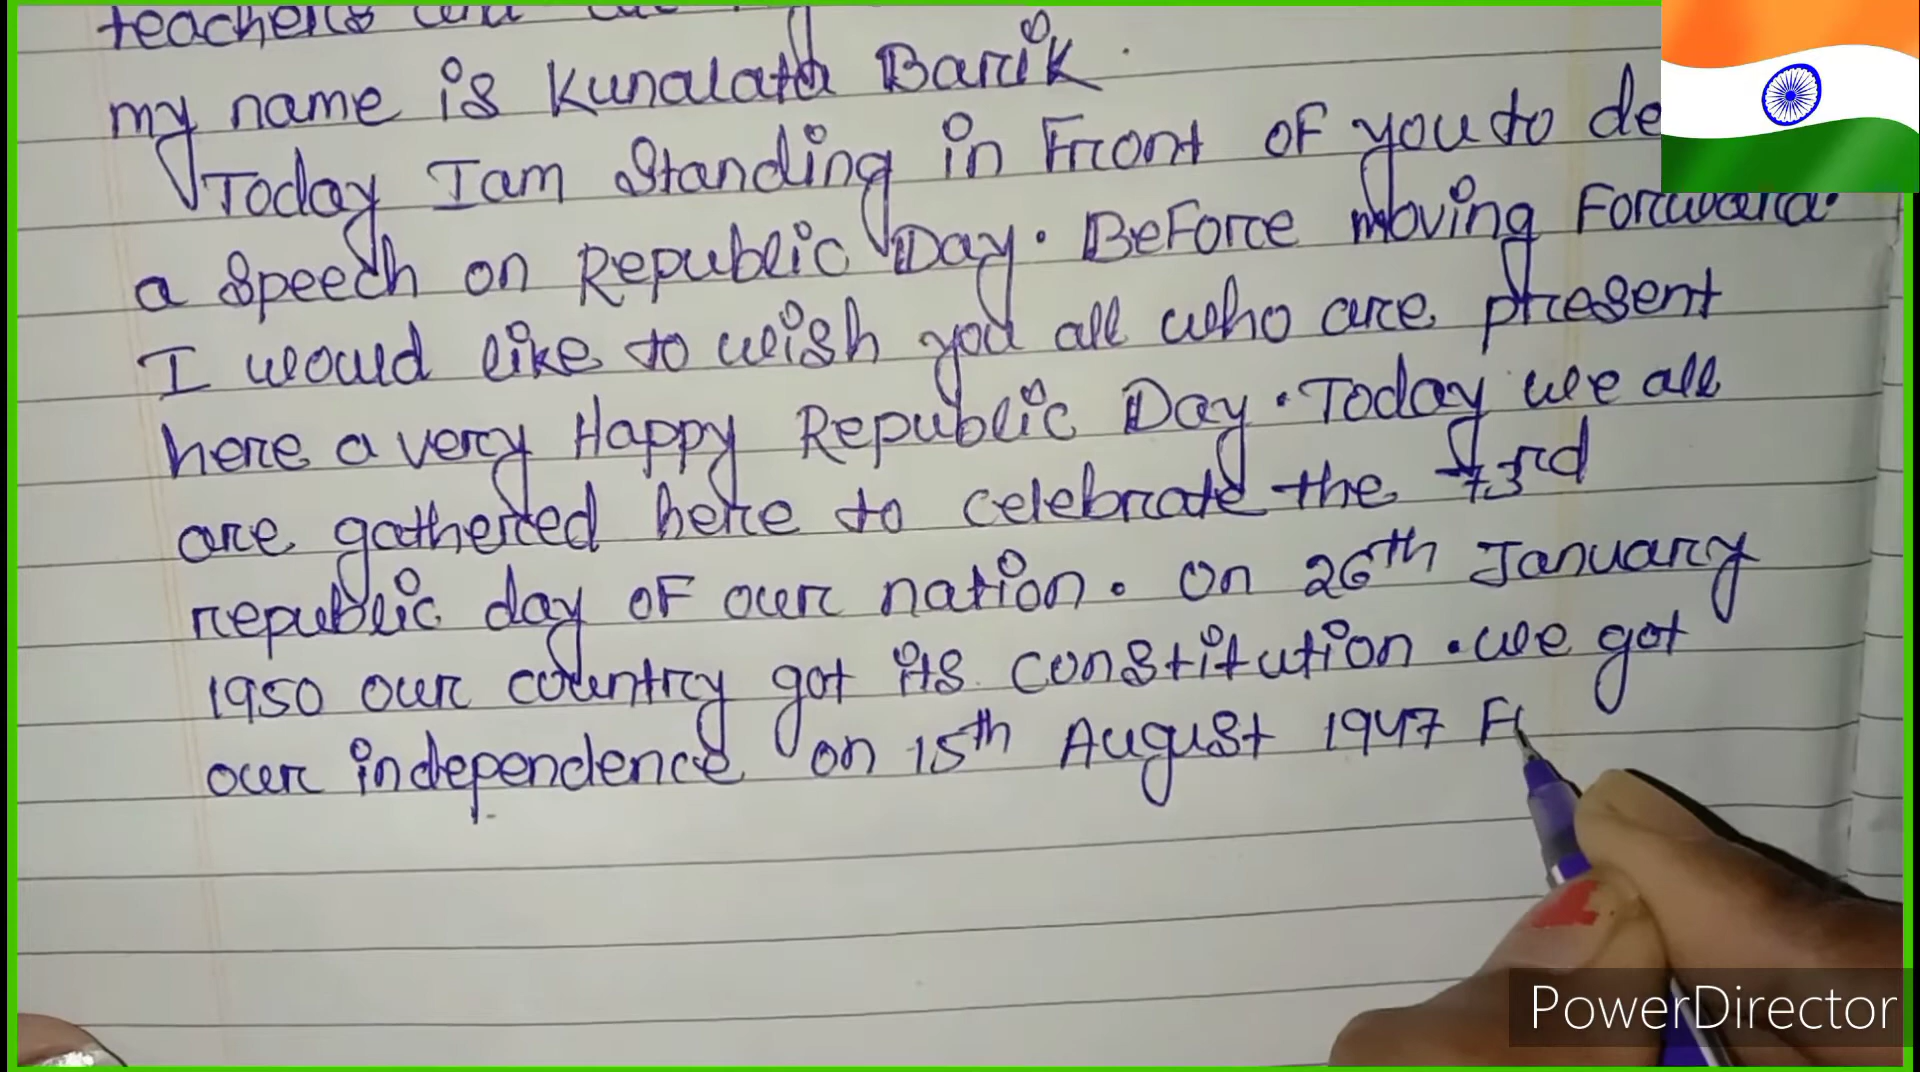 teachers
my name is Kunalata Barik.
Today I am Standing in Front of you to de
a Speech on Republic Day. Before moving Forward.
I would like to wish you all who are present
here a very Happy Republic Day. Today we all
are gathered here to celebrate the 73rd
republic day of our nation. On 26th January
1950 our country got its constitution. we got
our independence on 15th August 1947 F
PowerDirector